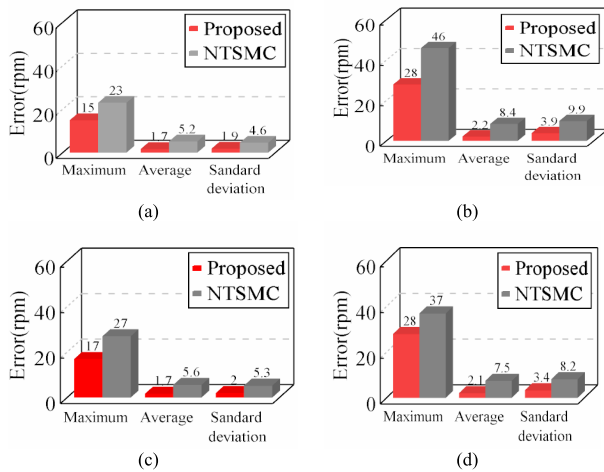 60
40
20
0
Error(rpm)
Proposed
NTSMC
15
23
1.7
5.2
1.9
4.6
Maximum
Average
Sandard
deviation
(a)
60
40
20
0
Error(rpm)
Proposed
NTSMC
28
46
2.2
8.4
3.9
9.9
Maximum
Average
Sandard
deviation
(b)
60
40
20
0
Error(rpm)
Proposed
NTSMC
17
27
1.7
5.6
2
5.3
Maximum
Average
Sandard
deviation
(c)
60
40
20
0
Error(rpm)
Proposed
NTSMC
28
37
2.1
7.5
3.4
8.2
Maximum
Average
Sandard
deviation
(d)